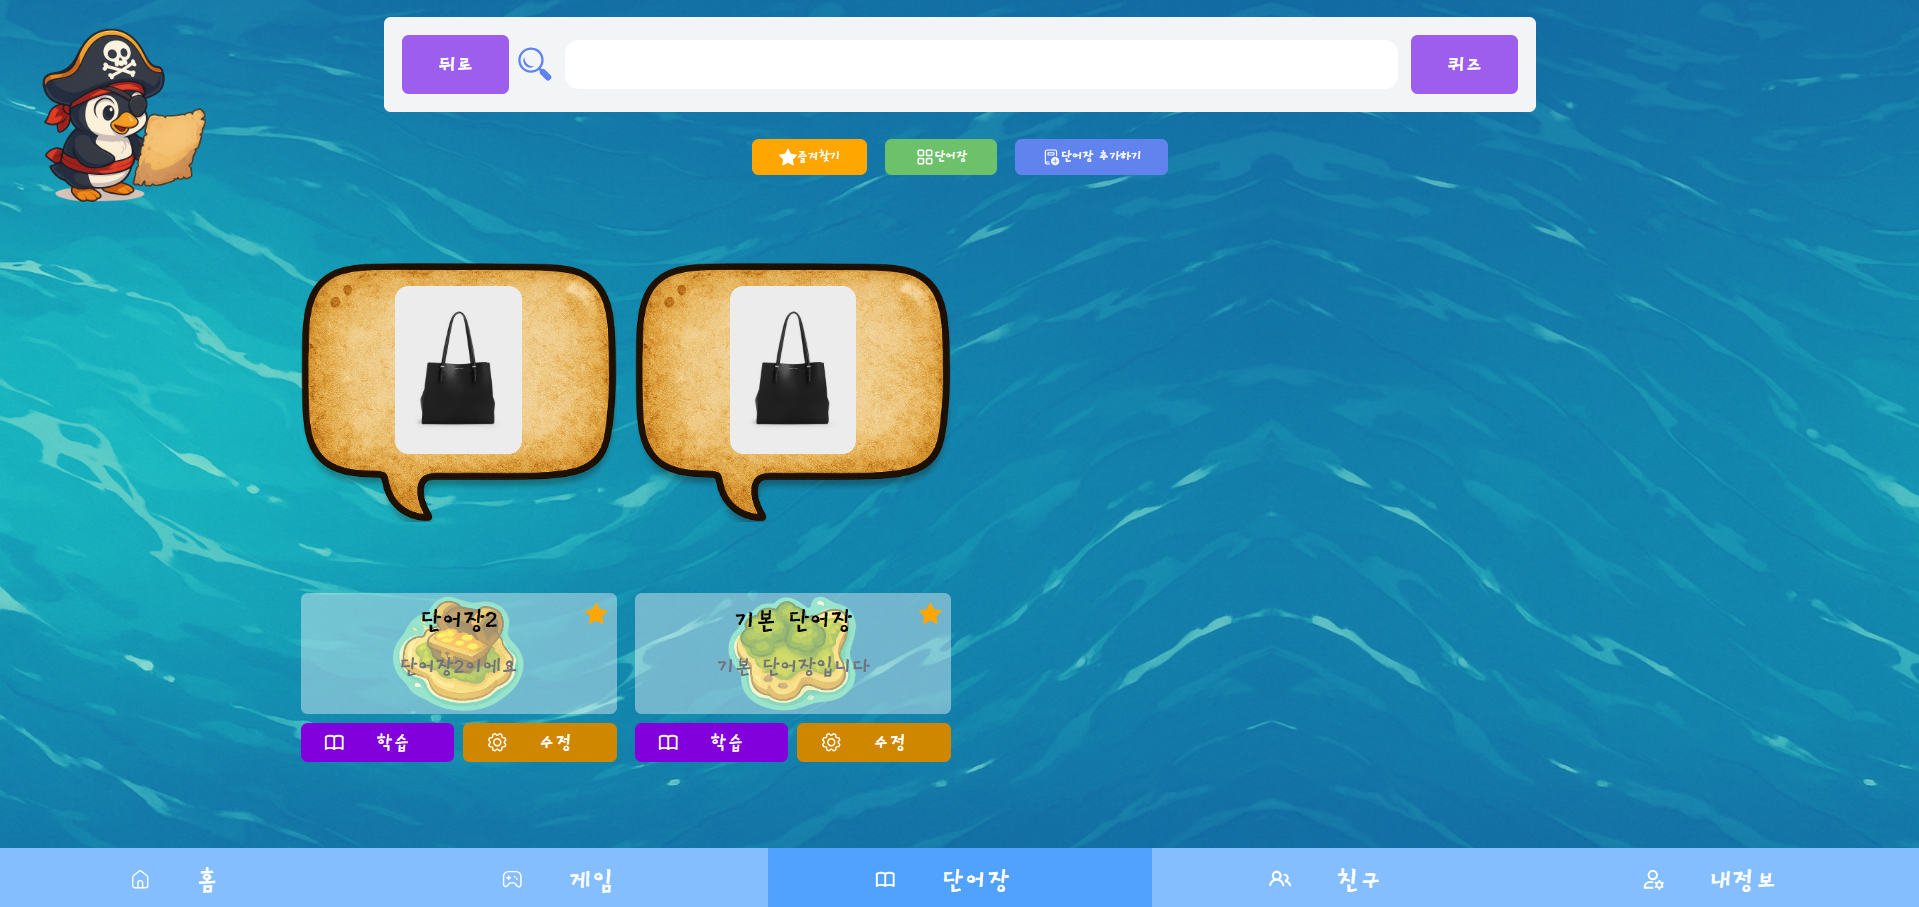 뒤로
퀴즈
즐겨찾기
단어장
단어장 추가하기
단어장2
단어장2이에요
기본 단어장
기본 단어장입니다
학습
수정
학습
수정
홈
게임
단어장
친구
내정보